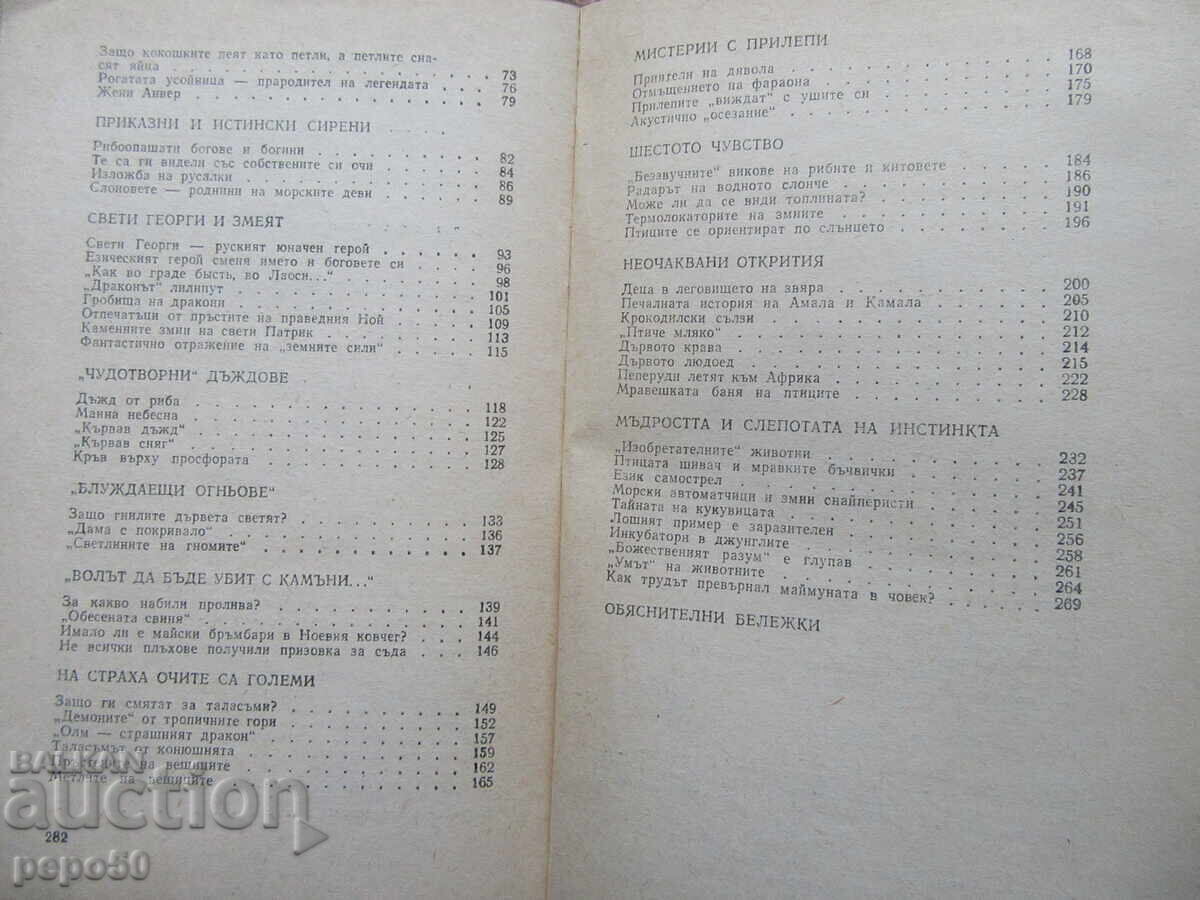 Защо кокошките пеят като петли, а петлите сна-
сят яйца . . . 73
Рогатата усойница — прародител на легендата . . . 76
Жени Анвер . . . 79
ПРИКАЗНИ И ИСТИНСКИ СИРЕНИ
Рибоопашати богове и богини . . . 82
Те са ги видели със собствените си очи . . . 84
Изложба на русалки . . . 86
Слоновете — роднини на морските деви . . . 89
СВЕТИ ГЕОРГИ И ЗМЕЯТ
Свети Георги — руският юначен герой . . . 93
Езическият герой сменя името и боговете си . . . 96
„Как во граде бысть, во Лаоси...“ . . . 98
„Драконът“ лилипут . . . 101
Гробища на дракони . . . 105
Отпечатъци от пръстите на праведния Ной . . . 109
Каменните змии на свети Патрик . . . 113
Фантастично отражение на „земните сили“ . . . 115
„ЧУДОТВОРНИ“ ДЪЖДОВЕ
Дъжд от риба . . . 118
Манна небесна . . . 122
„Кървав дъжд“ . . . 125
„Кървав сняг“ . . . 127
Кръв върху просфората . . . 128
„БЛУЖДАЕЩИ ОГНЬОВЕ“
Защо гнилите дървета светят? . . . 133
„Дама с покривало“ . . . 136
„Светлините на гномите“ . . . 137
„ВОЛЪТ ДА БЪДЕ УБИТ С КАМЪНИ...“
За какво набили пролива? . . . 139
„Обесената свиня“ . . . 141
Имало ли е майски бръмбари в Ноевия ковчег? . . . 144
Не всички плъхове получили призовка за съда . . . 146
НА СТРАХА ОЧИТЕ СА ГОЛЕМИ
Защо ги смятат за таласъми? . . . 149
„Демоните“ от тропичните гори . . . 152
„Олм — страшният дракон“ . . . 157
Таласъмът от конюшнята . . . 159
Пръстените на вещиците . . . 162
Метлите на вещиците . . . 165
282
МИСТЕРИИ С ПРИЛЕПИ
Приятели на дявола . . . 168
Отмъщението на фараона . . . 170
Прилепите „виждат“ с ушите си . . . 175
Акустично „осезание“ . . . 179
ШЕСТОТО ЧУВСТВО
„Беззвучните“ викове на рибите и китовете . . . 184
Радарът на водното слонче . . . 186
Може ли да се види топлината? . . . 190
Термолокаторите на змиите . . . 191
Птиците се ориентират по слънцето . . . 196
НЕОЧАКВАНИ ОТКРИТИЯ
Деца в леговището на звяра . . . 200
Печалната история на Амала и Камала . . . 205
Крокодилски сълзи . . . 210
„Птиче мляко“ . . . 212
Дървото крава . . . 214
Дървото людоед . . . 215
Пеперуди летят към Африка . . . 222
Мравешката баня на птиците . . . 228
МЪДРОСТТА И СЛЕПОТАТА НА ИНСТИНКТА
„Изобретателните“ животни . . . 232
Птицата шивач и мравките бъчвички . . . 237
Език самострел . . . 241
Морски автоматчици и змии снайперисти . . . 245
Тайната на кукувицата . . . 251
Лошият пример е заразителен . . . 256
Инкубатори в джунглите . . . 258
„Божественият разум“ е глупав . . . 261
„Умът“ на животните . . . 264
Как трудът превърнал маймуната в човек? . . . 269
ОБЯСНИТЕЛНИ БЕЛЕЖКИ
БАЛКАН
auction
pepo50